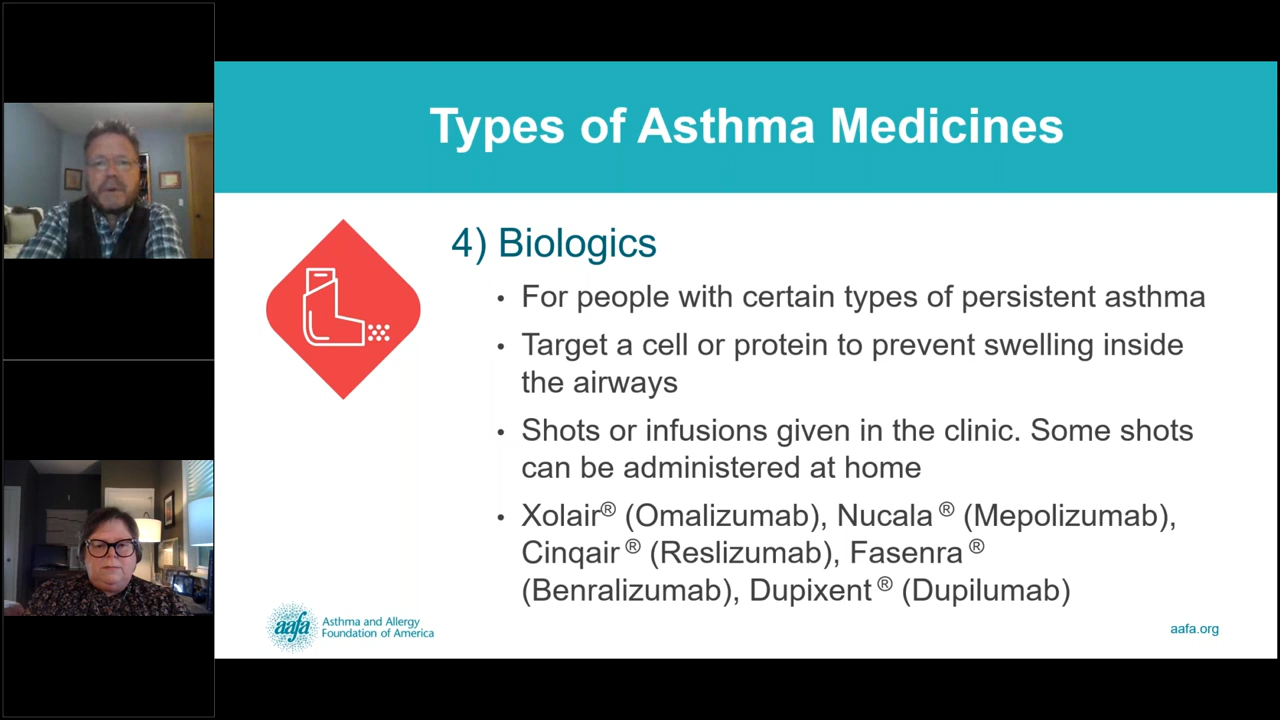 Types of Asthma Medicines
4) Biologics
• For people with certain types of persistent asthma
• Target a cell or protein to prevent swelling inside
the airways
• Shots or infusions given in the clinic. Some shots
can be administered at home
• Xolair® (Omalizumab), Nucala ® (Mepolizumab),
Cinqair ® (Reslizumab), Fasenra ®
(Benralizumab), Dupixent ® (Dupilumab)
aafa Asthma and Allergy
Foundation of America
aafa.org